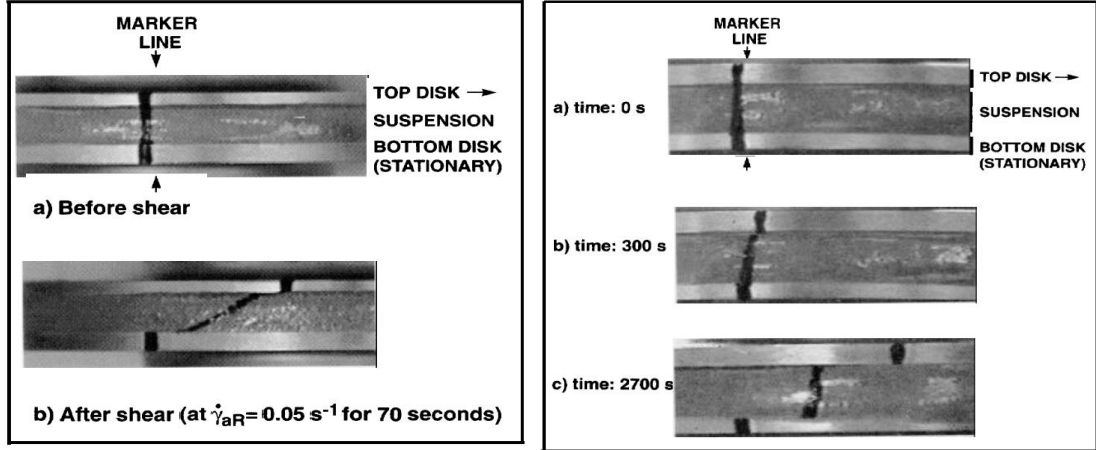 MARKER
LINE
TOP DISK →
SUSPENSION
BOTTOM DISK
(STATIONARY)
a) Before shear
b) After shear (at γ̇aR = 0.05 s-1 for 70 seconds)
MARKER
LINE
a) time: 0 s
TOP DISK →
SUSPENSION
BOTTOM DISK
(STATIONARY)
b) time: 300 s
c) time: 2700 s